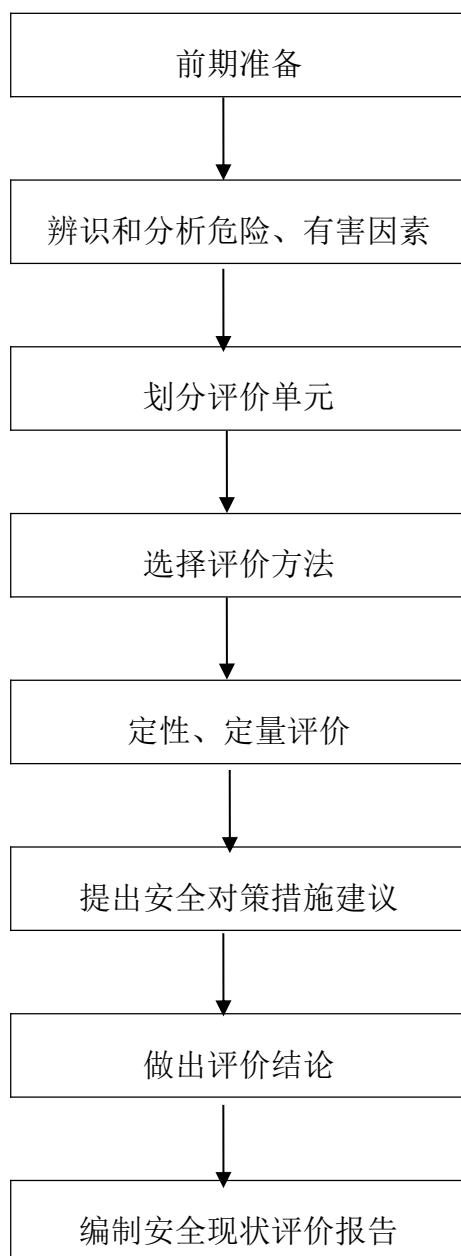 前期准备
辨识和分析危险、有害因素
划分评价单元
选择评价方法
定性、定量评价
提出安全对策措施建议
做出评价结论
编制安全现状评价报告